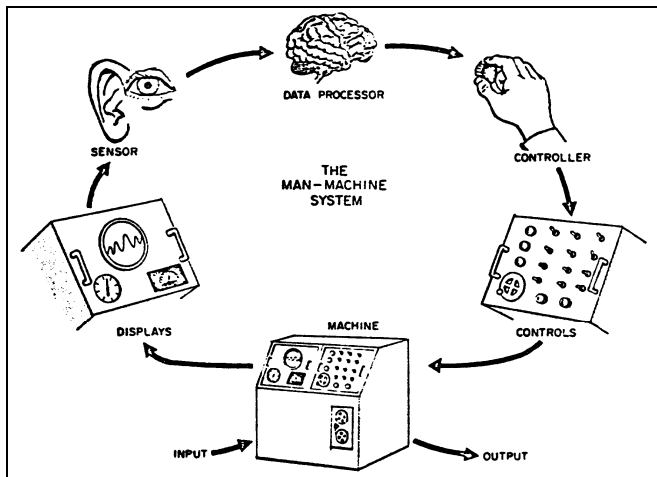 DATA PROCESSOR
SENSOR
CONTROLLER
THE
MAN-MACHINE
SYSTEM
DISPLAYS
MACHINE
CONTROLS
INPUT
OUTPUT